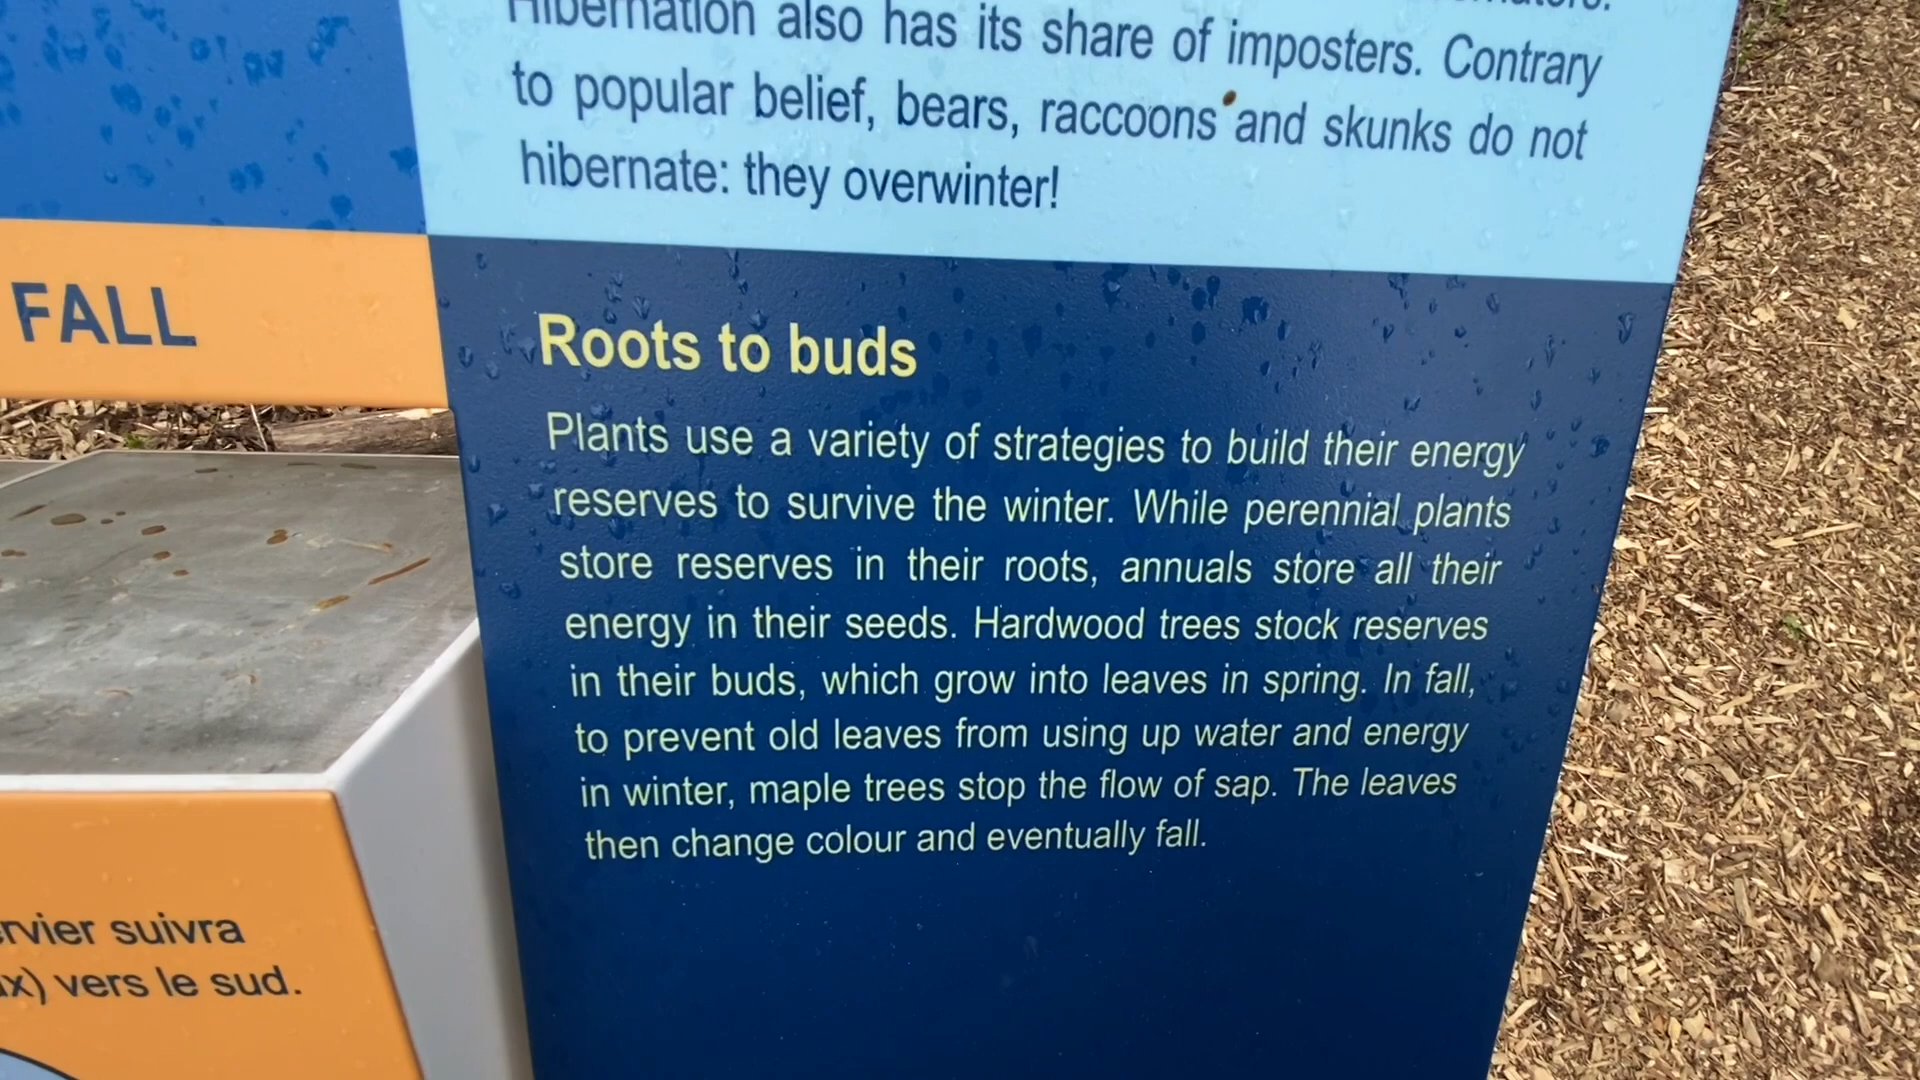 Hibernation also has its share of imposters. Contrary
to popular belief, bears, raccoons and skunks do not
hibernate: they overwinter!
FALL
Roots to buds
Plants use a variety of strategies to build their energy
reserves to survive the winter. While perennial plants
store reserves in their roots, annuals store all their
energy in their seeds. Hardwood trees stock reserves
in their buds, which grow into leaves in spring. In fall,
to prevent old leaves from using up water and energy
in winter, maple trees stop the flow of sap. The leaves
then change colour and eventually fall.
suivra
vers le sud.